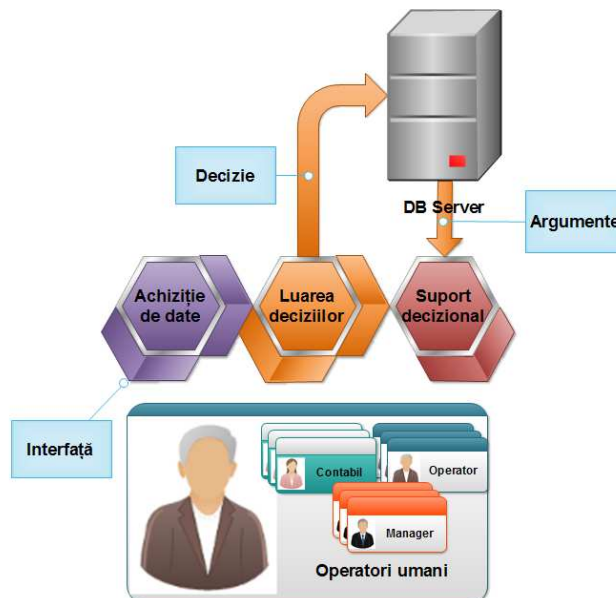 Decizie
DB Server
Argumente
Achiziție
de date
Luarea
deciziilor
Suport
decizional
Interfață
Contabil
Operator
Manager
Operatori umani